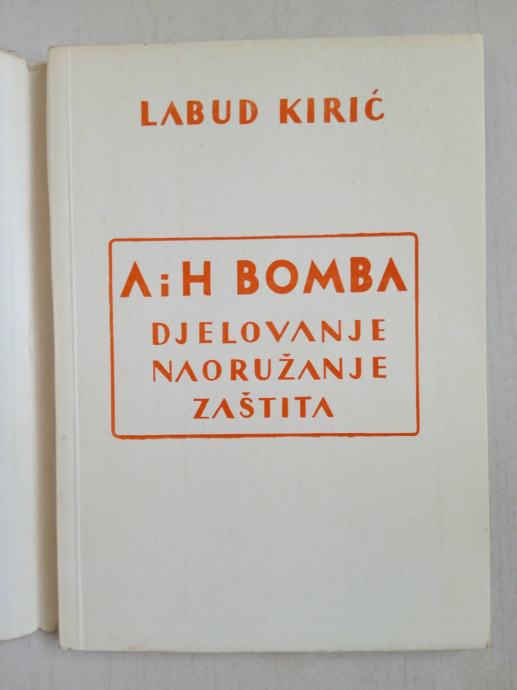 LABUD KIRIĆ
A i H BOMBA
DJELOVANJE
NAORUŽANJE
ZAŠTITA